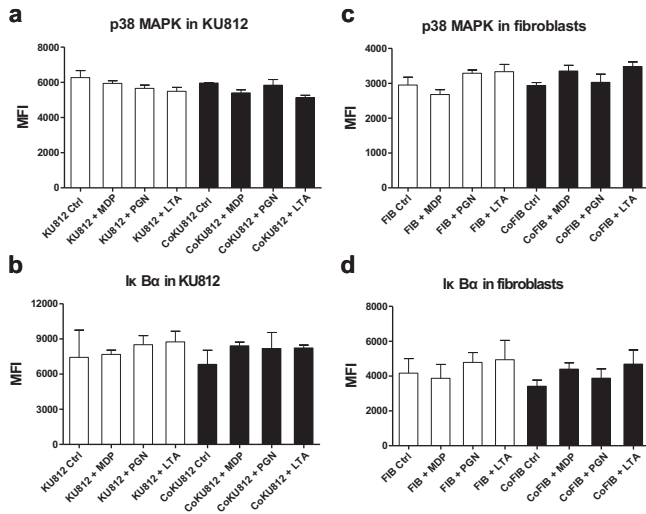 a
p38 MAPK in KU812
8000
6000
4000
2000
0
MFI
KU812 Ctrl
KU812 + MDP
KU812 + PGN
KU812 + LTA
CoKU812 Ctrl
CoKU812 + MDP
CoKU812 + PGN
CoKU812 + LTA
b
Iκ Bα in KU812
12000
9000
6000
3000
0
MFI
KU812 Ctrl
KU812 + MDP
KU812 + PGN
KU812 + LTA
CoKU812 Ctrl
CoKU812 + MDP
CoKU812 + PGN
CoKU812 + LTA
c
p38 MAPK in fibroblasts
4000
3000
2000
1000
0
MFI
FIB Ctrl
FIB + MDP
FIB + PGN
FIB + LTA
CoFIB Ctrl
CoFIB + MDP
CoFIB + PGN
CoFIB + LTA
d
Iκ Bα in fibroblasts
8000
6000
4000
2000
0
MFI
FIB Ctrl
FIB + MDP
FIB + PGN
FIB + LTA
CoFIB Ctrl
CoFIB + MDP
CoFIB + PGN
CoFIB + LTA